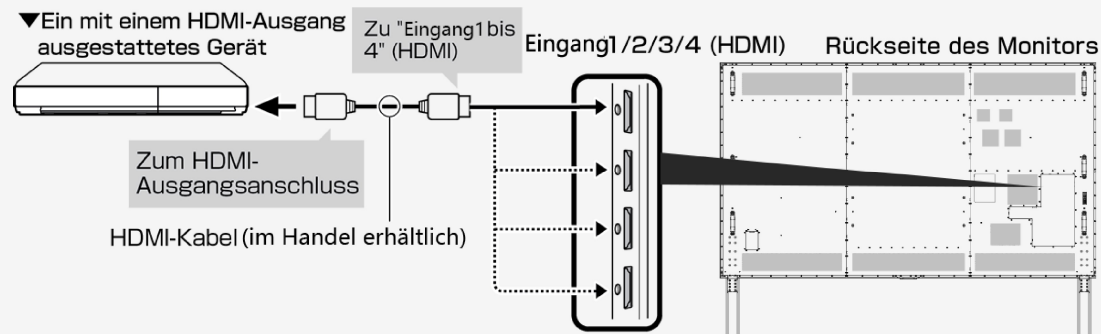 ▼Ein mit einem HDMI-Ausgang
ausgestattetes Gerät
Zu "Eingang1 bis
4" (HDMI)
Eingang1/2/3/4 (HDMI)
Rückseite des Monitors
Zum HDMI-
Ausgangsanschluss
HDMI-Kabel (im Handel erhältlich)